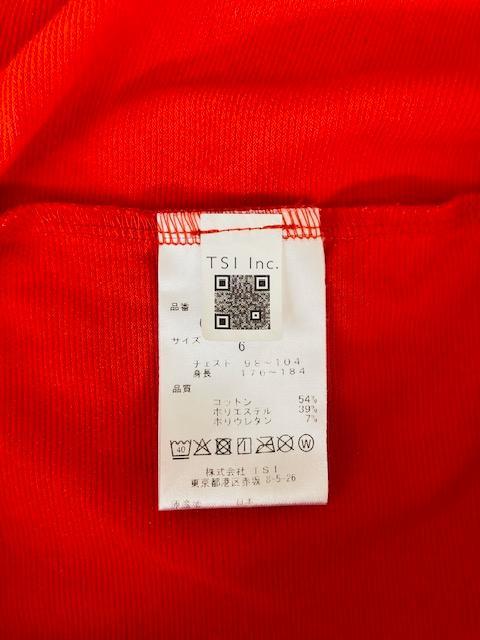 TSI Inc.
品番
サイズ
6
チェスト 98～104
身長 176～184
品質
コットン 54%
ポリエステル 39%
ポリウレタン 7%
40 W
株式会社 TSI
東京都港区赤坂 8-5-26